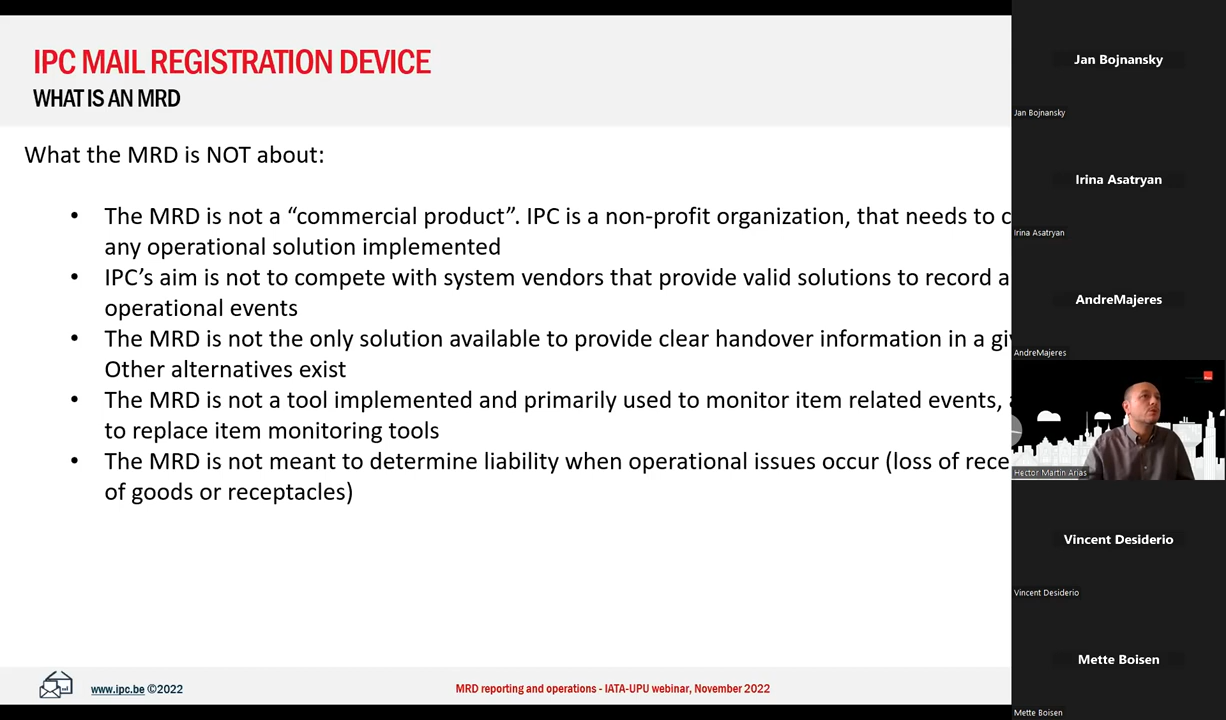 IPC MAIL REGISTRATION DEVICE
WHAT IS AN MRD
What the MRD is NOT about:
• The MRD is not a “commercial product”. IPC is a non-profit organization, that needs to
any operational solution implemented
• IPC’s aim is not to compete with system vendors that provide valid solutions to record
operational events
• The MRD is not the only solution available to provide clear handover information in a
Other alternatives exist
• The MRD is not a tool implemented and primarily used to monitor item related events,
to replace item monitoring tools
• The MRD is not meant to determine liability when operational issues occur (loss of
of goods or receptacles)
www.ipc.be ©2022
MRD reporting and operations - IATA-UPU webinar, November 2022
Jan Bojnansky
Jan Bojnansky
Irina Asatryan
Irina Asatryan
AndreMajeres
AndreMajeres
Hector Martin Arias
Vincent Desiderio
Vincent Desiderio
Mette Boisen
Mette Boisen